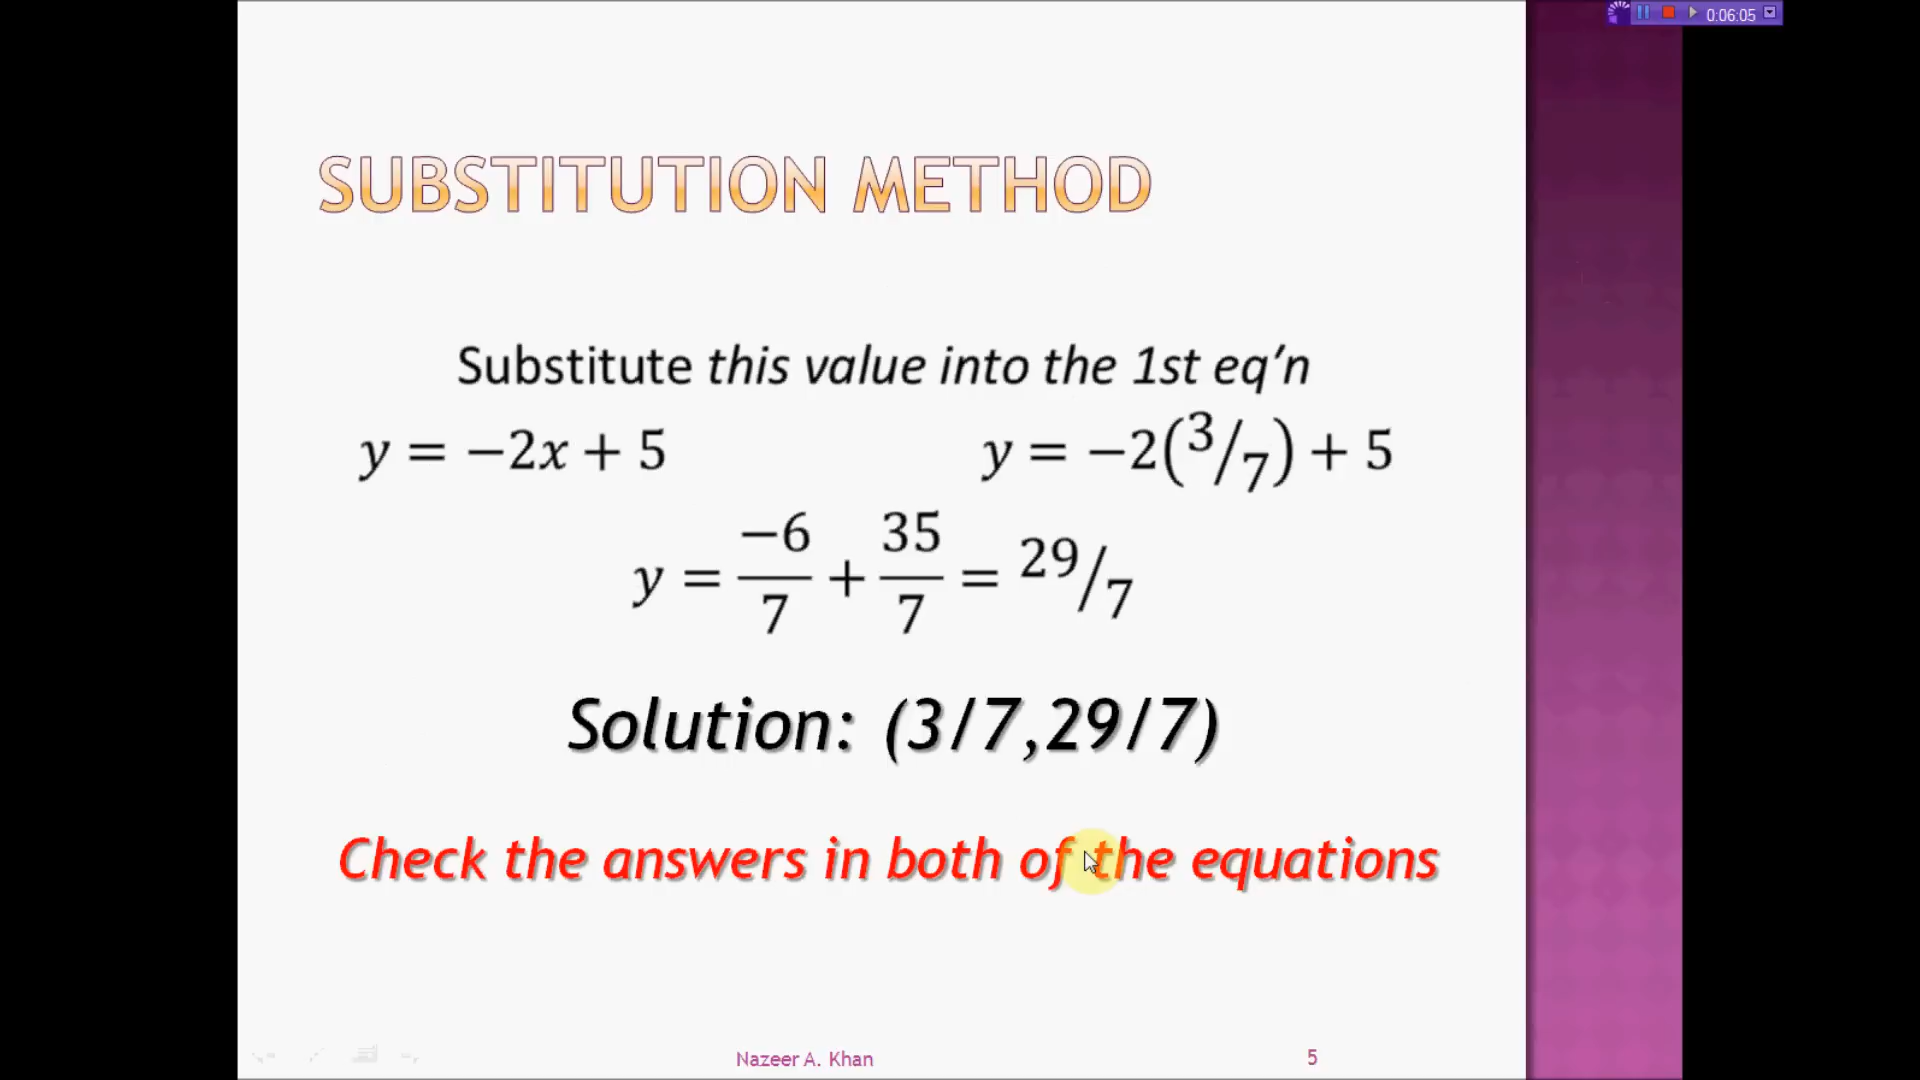 0:06:05
SUBSTITUTION METHOD
Substitute this value into the 1st eq’n
y = −2x + 5 y = −2(3/7) + 5
y = −6/7 + 35/7 = 29/7
Solution: (3/7,29/7)
Check the answers in both of the equations
Nazeer A. Khan 5